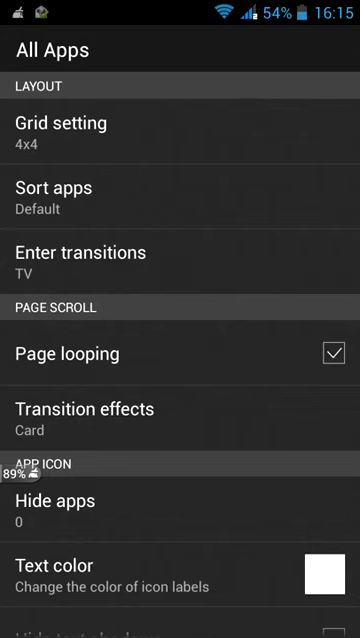 54% 16:15
All Apps
LAYOUT
Grid setting
4x4
Sort apps
Default
Enter transitions
TV
PAGE SCROLL
Page looping
Transition effects
Card
APP ICON
89%
Hide apps
0
Text color
Change the color of icon labels